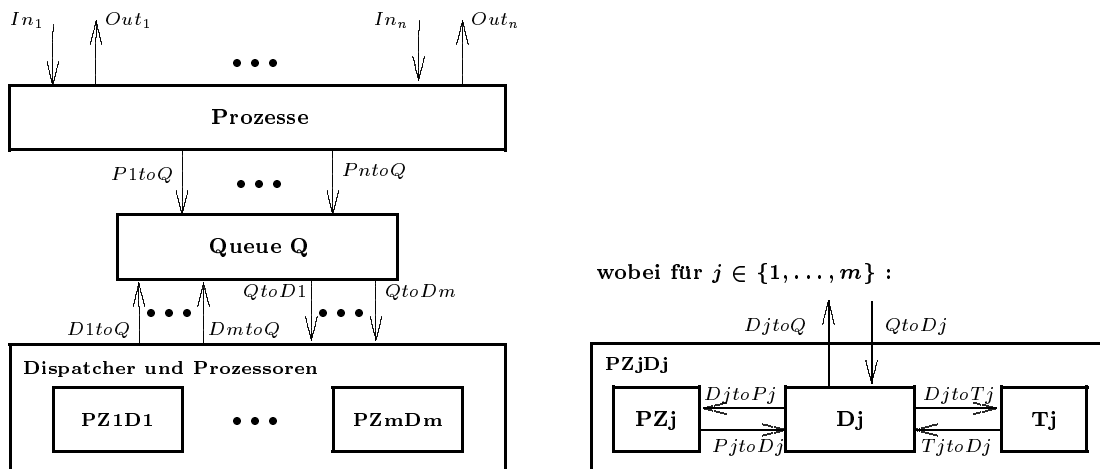 In₁ Out₁ Inₙ Outₙ
Prozesse
P1toQ PntoQ
Queue Q
QtoD1 QtoDm
D1toQ DmtoQ
Dispatcher und Prozessoren
PZ1D1 PZmDm
wobei für j ∈ {1, . . . , m} :
DjtoQ QtoDj
PZjDj
DjtoPj DjtoTj
PZj Dj Tj
PjtoDj TjtoDj